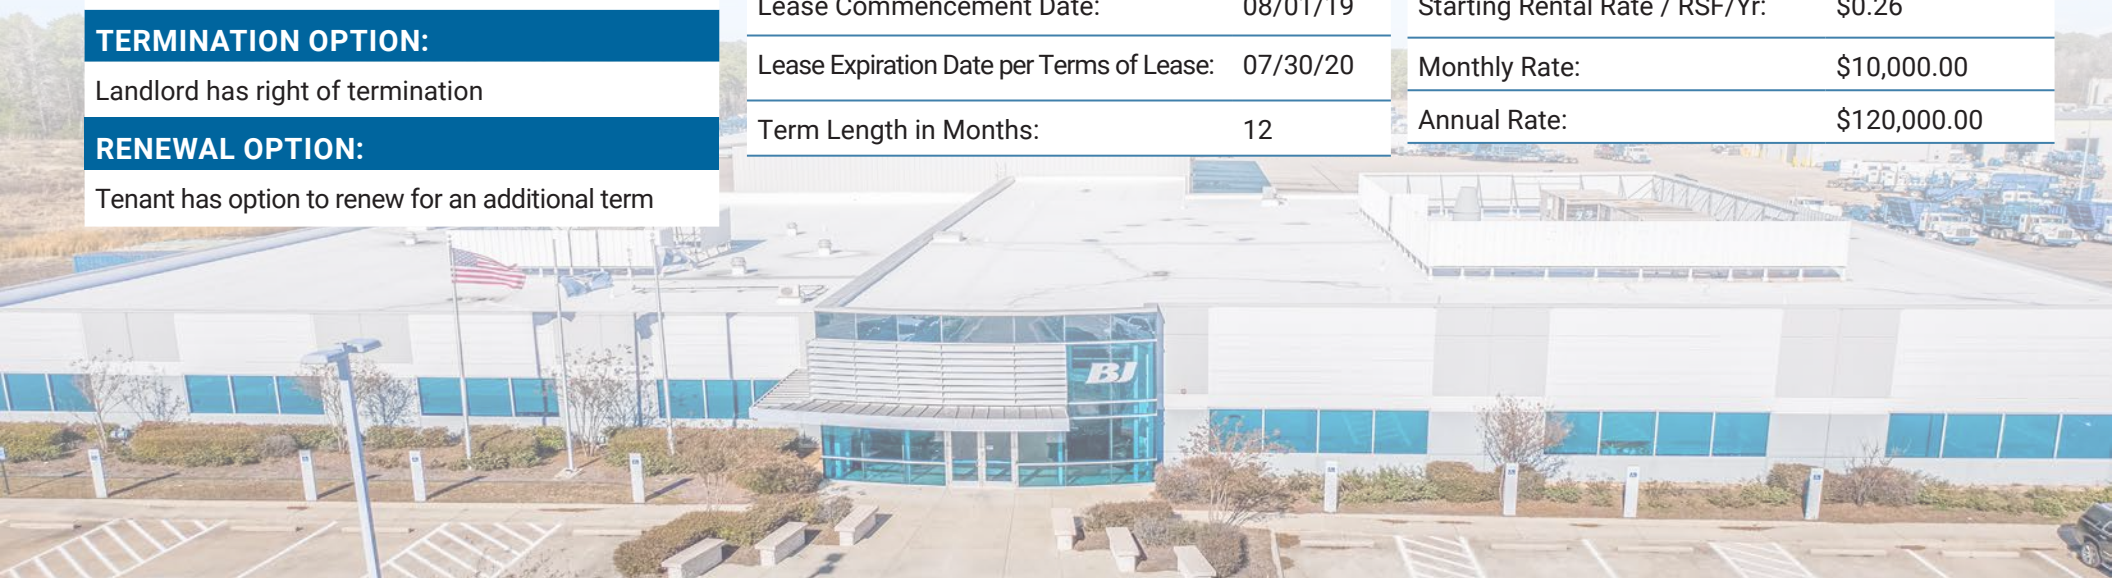 TERMINATION OPTION:
Landlord has right of termination
RENEWAL OPTION:
Tenant has option to renew for an additional term
Lease Commencement Date: 08/01/19
Lease Expiration Date per Terms of Lease: 07/30/20
Term Length in Months: 12
Starting Rental Rate / RSF/Yr: $0.26
Monthly Rate: $10,000.00
Annual Rate: $120,000.00
BJ